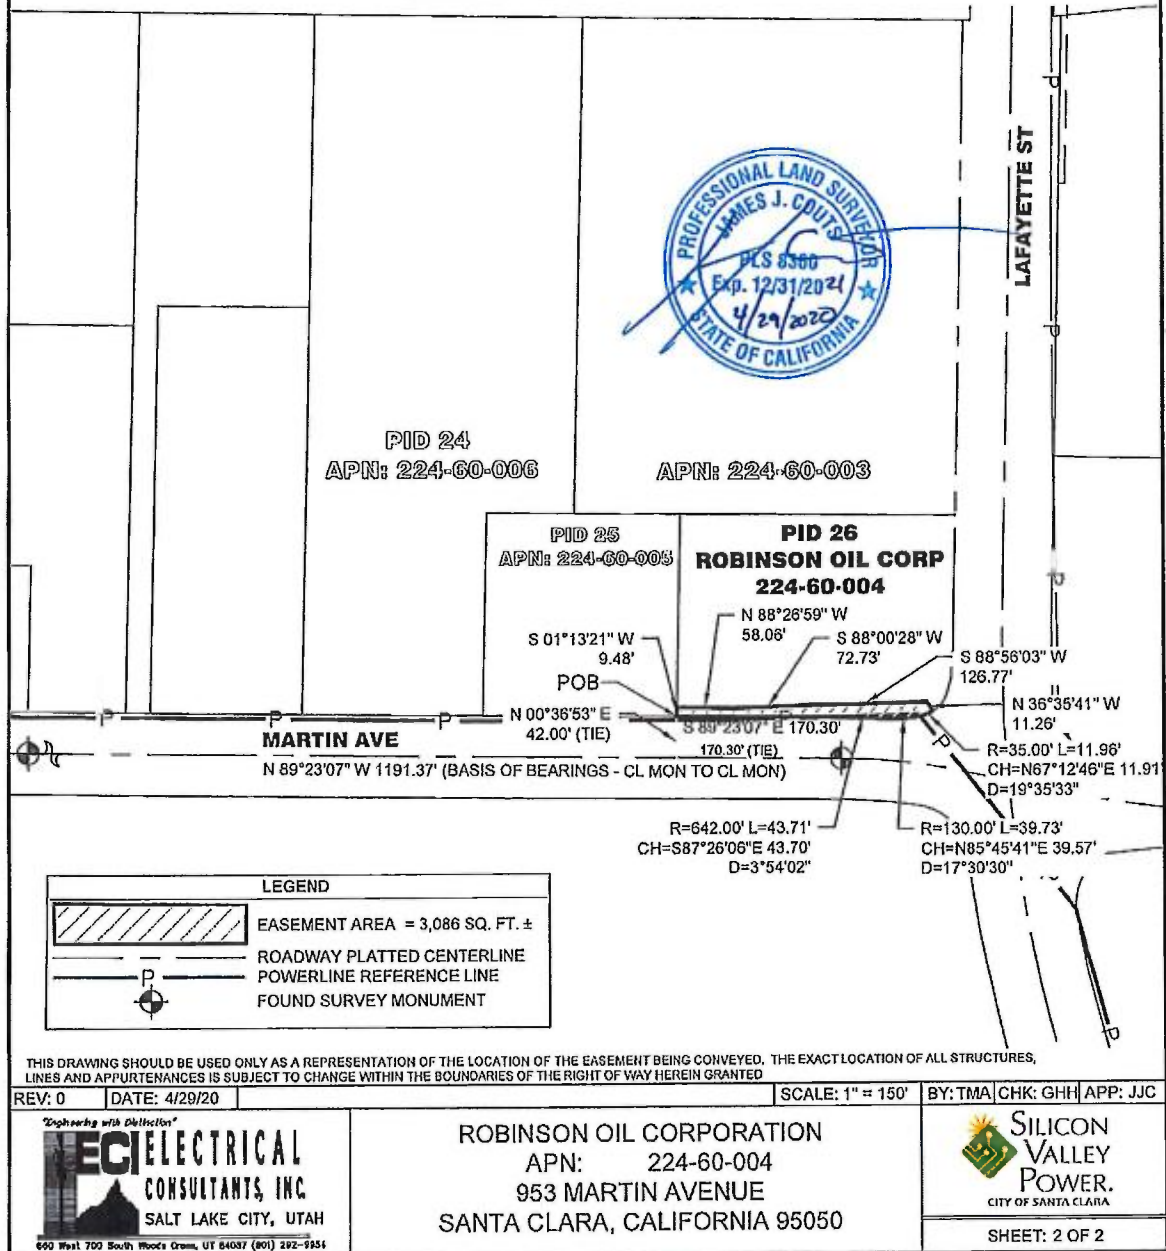 LAFAYETTE ST
PROFESSIONAL LAND SURVEYOR
JAMES J. COUTS
PLS 8360
Exp. 12/31/2021
4/29/2020
STATE OF CALIFORNIA
PID 24
APN: 224-60-006
APN: 224-60-003
PID 25
APN: 224-60-005
PID 26
ROBINSON OIL CORP
224-60-004
N 88°26'59" W
58.06'
S 01°13'21" W
9.48'
S 88°00'28" W
72.73'
S 88°56'03" W
126.77'
POB
N 00°36'53" E
42.00' (TIE)
S 89°23'07" E 170.30'
170.30' (TIE)
N 36°35'41" W
11.26'
P
P
P
P
P
P
P
P
MARTIN AVE
N 89°23'07" W 1191.37' (BASIS OF BEARINGS - CL MON TO CL MON)
R=35.00' L=11.96'
CH=N67°12'46"E 11.91'
D=19°35'33"
R=642.00' L=43.71'
CH=S87°26'06"E 43.70'
D=3°54'02"
R=130.00' L=39.73'
CH=N85°45'41"E 39.57'
D=17°30'30"
LEGEND
EASEMENT AREA = 3,086 SQ. FT. ±
ROADWAY PLATTED CENTERLINE
P POWERLINE REFERENCE LINE
FOUND SURVEY MONUMENT
THIS DRAWING SHOULD BE USED ONLY AS A REPRESENTATION OF THE LOCATION OF THE EASEMENT BEING CONVEYED. THE EXACT LOCATION OF ALL STRUCTURES,
LINES AND APPURTENANCES IS SUBJECT TO CHANGE WITHIN THE BOUNDARIES OF THE RIGHT OF WAY HEREIN GRANTED
REV: 0 DATE: 4/29/20 SCALE: 1" = 150' BY: TMA CHK: GHH APP: JJC
"Engineering with Distinction"
ECI ELECTRICAL
CONSULTANTS, INC.
SALT LAKE CITY, UTAH
660 West 700 South Woods Cross, UT 84087 (801) 292-9954
ROBINSON OIL CORPORATION
APN: 224-60-004
953 MARTIN AVENUE
SANTA CLARA, CALIFORNIA 95050
SILICON
VALLEY
POWER.
CITY OF SANTA CLARA
SHEET: 2 OF 2